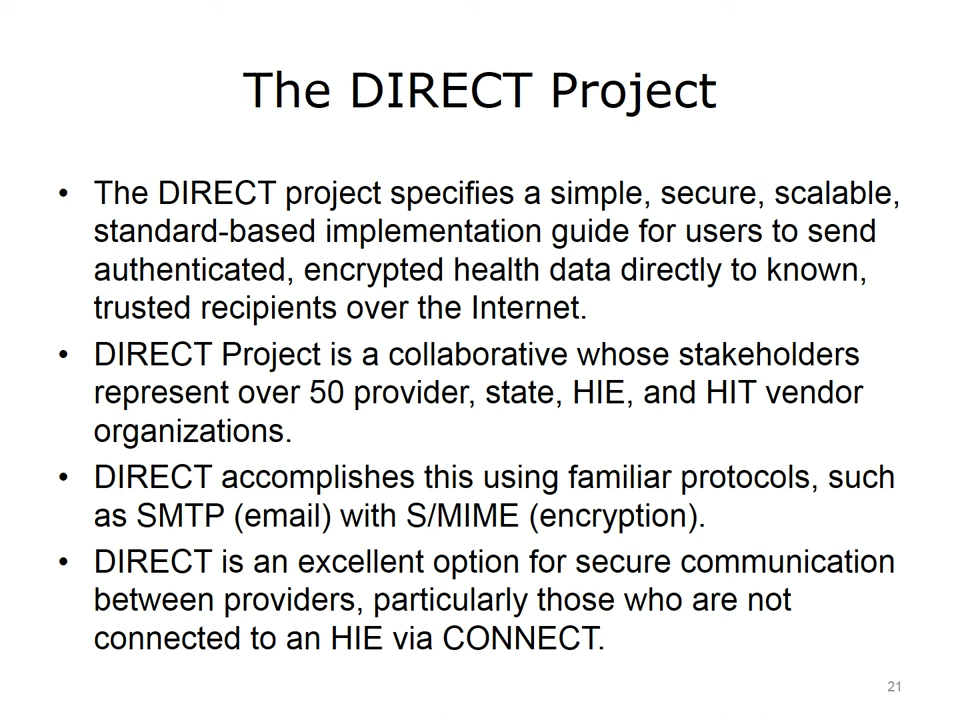 The DIRECT Project
• The DIRECT project specifies a simple, secure, scalable,
standard-based implementation guide for users to send
authenticated, encrypted health data directly to known,
trusted recipients over the Internet.
• DIRECT Project is a collaborative whose stakeholders
represent over 50 provider, state, HIE, and HIT vendor
organizations.
• DIRECT accomplishes this using familiar protocols, such
as SMTP (email) with S/MIME (encryption).
• DIRECT is an excellent option for secure communication
between providers, particularly those who are not
connected to an HIE via CONNECT.
21